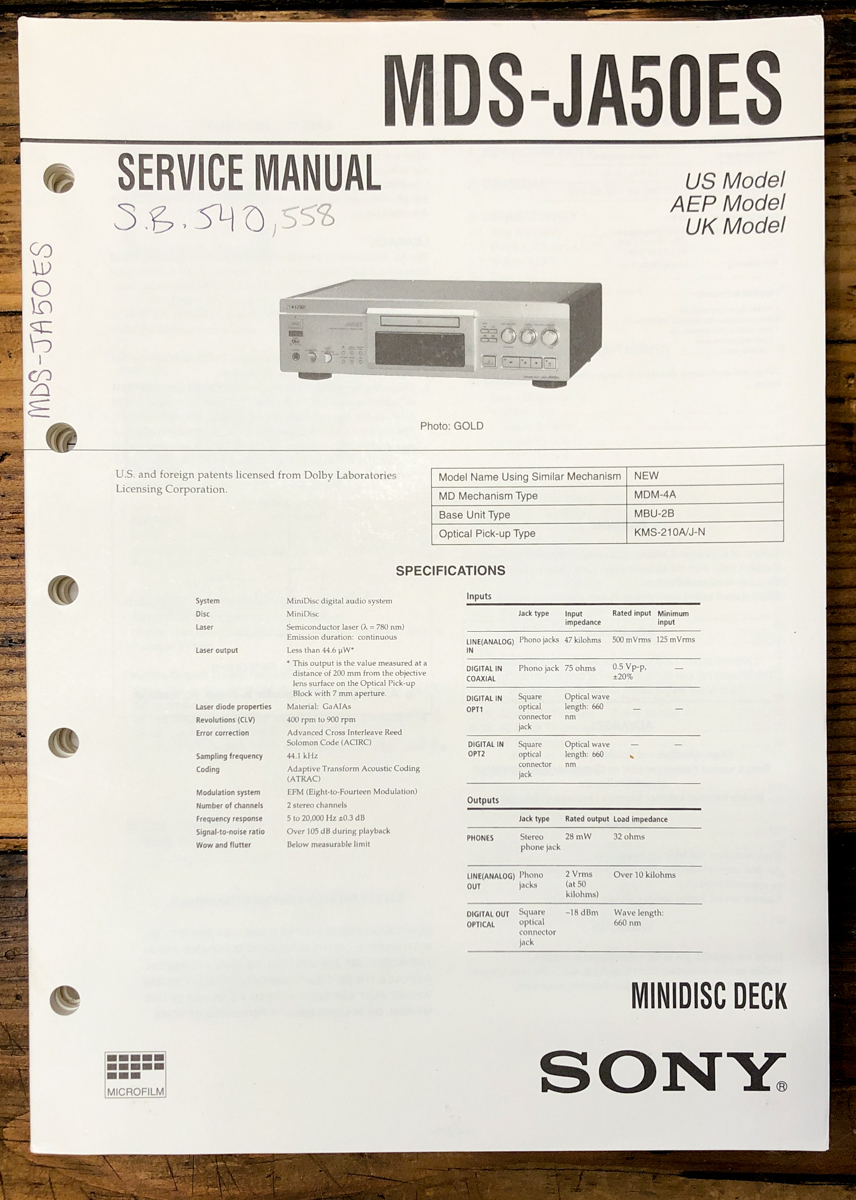 MDS-JA50ES
SERVICE MANUAL
S.B. 540, 558
US Model
AEP Model
UK Model
MDS-JA50ES
SONY
Photo: GOLD
U.S. and foreign patents licensed from Dolby Laboratories
Licensing Corporation.
Model Name Using Similar Mechanism NEW
MD Mechanism Type MDM-4A
Base Unit Type MBU-2B
Optical Pick-up Type KMS-210A/J-N
SPECIFICATIONS
System MiniDisc digital audio system
Disc MiniDisc
Laser Semiconductor laser (λ = 780 nm)
Emission duration: continuous
Laser output Less than 44.6 µW*
* This output is the value measured at a
distance of 200 mm from the objective
lens surface on the Optical Pick-up
Block with 7 mm aperture.
Laser diode properties Material: GaAlAs
Revolutions (CLV) 400 rpm to 900 rpm
Error correction Advanced Cross Interleave Reed
Solomon Code (ACIRC)
Sampling frequency 44.1 kHz
Coding Adaptive Transform Acoustic Coding
(ATRAC)
Modulation system EFM (Eight-to-Fourteen Modulation)
Number of channels 2 stereo channels
Frequency response 5 to 20,000 Hz ±0.3 dB
Signal-to-noise ratio Over 105 dB during playback
Wow and flutter Below measurable limit
Inputs
Jack type Input Rated input Minimum
impedance input
LINE(ANALOG) Phono jacks 47 kilohms 500 mVrms 125 mVrms
IN
DIGITAL IN Phono jack 75 ohms 0.5 Vp-p, —
COAXIAL ±20%
DIGITAL IN Square Optical wave
OPT1 optical length: 660 — —
connector nm
jack
DIGITAL IN Square Optical wave — —
OPT2 optical length: 660
connector nm
jack
Outputs
Jack type Rated output Load impedance
PHONES Stereo 28 mW 32 ohms
phone jack
LINE(ANALOG) Phono 2 Vrms Over 10 kilohms
OUT jacks (at 50
kilohms)
DIGITAL OUT Square –18 dBm Wave length:
OPTICAL optical 660 nm
connector
jack
MINIDISC DECK
MICROFILM
SONY®